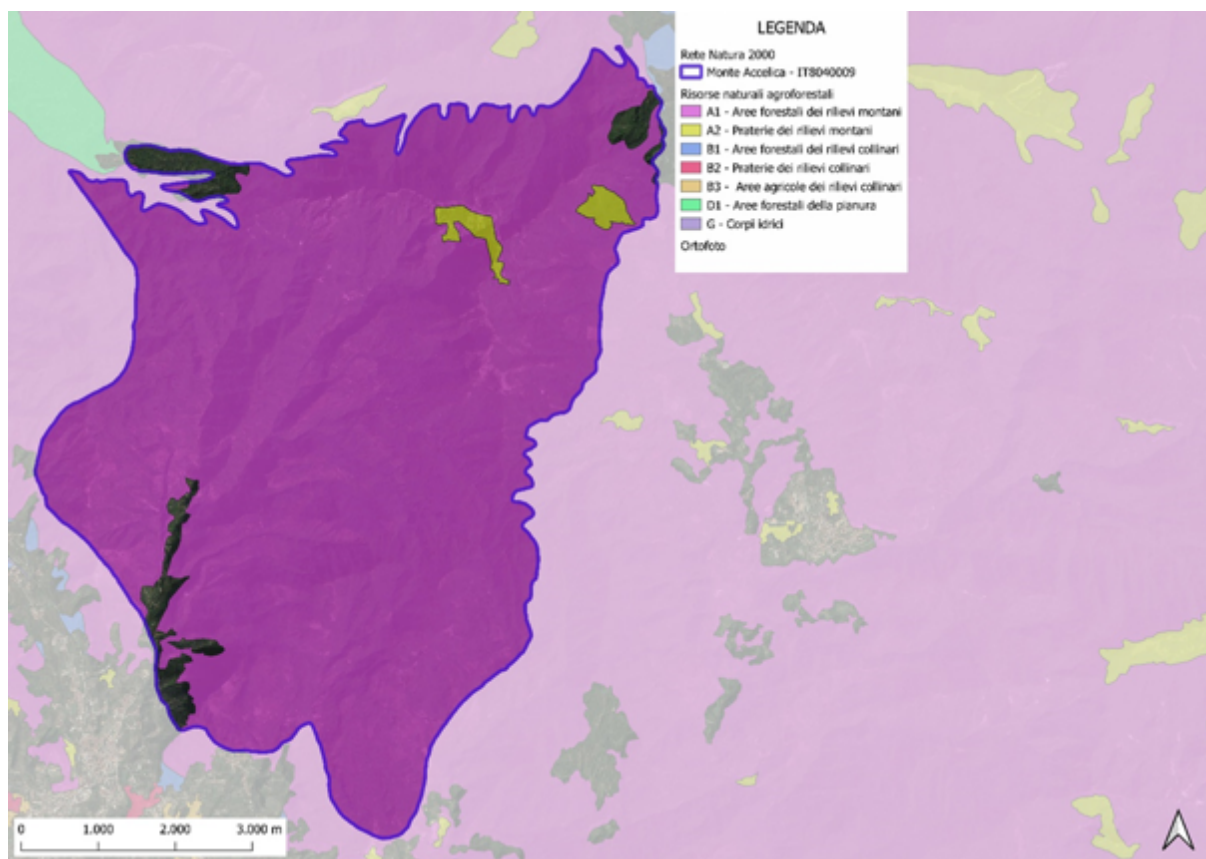 LEGENDA
Rete Natura 2000
Monte Accelica - IT8040009
Risorse naturali agroforestali
A1 - Aree forestali dei rilievi montani
A2 - Praterie dei rilievi montani
B1 - Aree forestali dei rilievi collinari
B2 - Praterie dei rilievi collinari
B3 - Aree agricole dei rilievi collinari
D1 - Aree forestali della pianura
G - Corpi idrici
Ortofoto
0 1.000 2.000 3.000 m